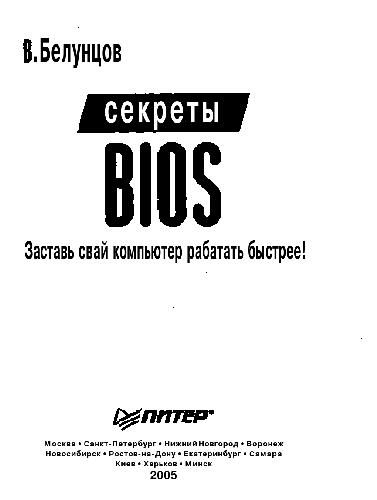 В.Белунцов
секреты
BIOS
Заставь свай компьютер рабатать быстрее!
ПИТЕР®
Москва • Санкт-Петербург • Нижний Новгород • Воронеж
Новосибирск • Ростов-на-Дону • Екатеринбург • Самара
Киев • Харьков • Минск
2005